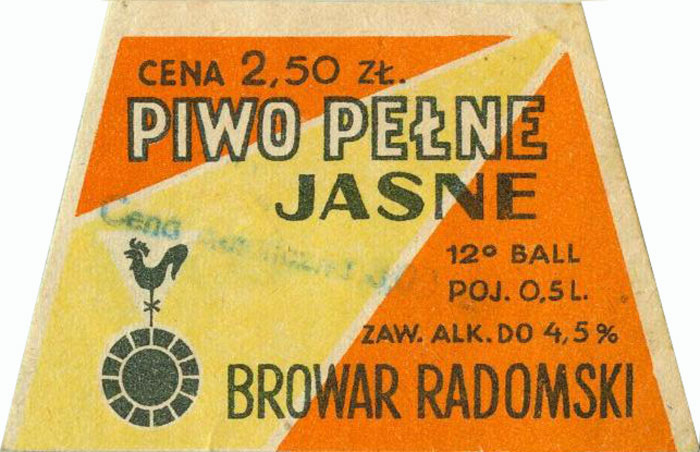 CENA 2,50 ZŁ.
PIWO PEŁNE
JASNE
Cena
12° BALL
POJ. 0,5 L.
ZAW. ALK. DO 4,5 %
BROWAR RADOMSKI